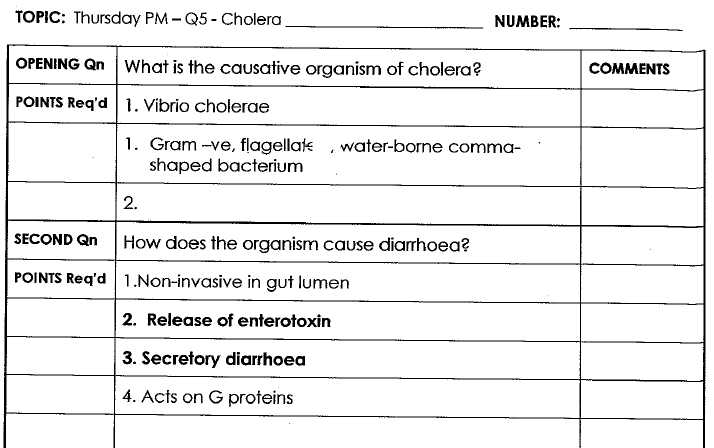 TOPIC: Thursday PM – Q5 - Cholera NUMBER:
OPENING Qn What is the causative organism of cholera? COMMENTS
POINTS Req'd 1. Vibrio cholerae
1. Gram –ve, , water-borne comma-
shaped bacterium
2.
SECOND Qn How does the organism cause diarrhoea?
POINTS Req'd 1.Non-invasive in gut lumen
2. Release of enterotoxin
3. Secretory diarrhoea
4. Acts on G proteins